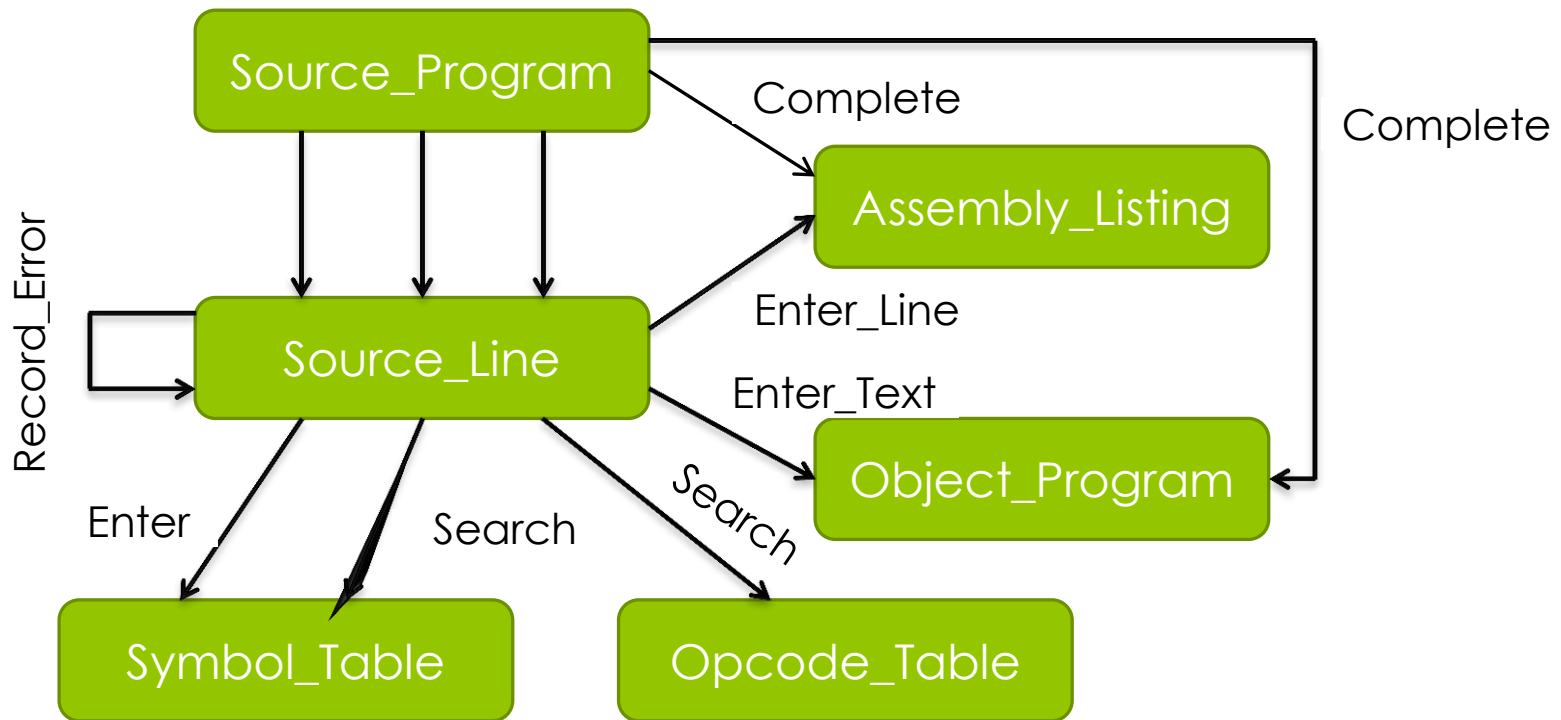 Source_Program
Complete
Complete
Assembly_Listing
Record_Error
Enter_Line
Source_Line
Enter_Text
Object_Program
Enter
Search
Search
Symbol_Table
Opcode_Table